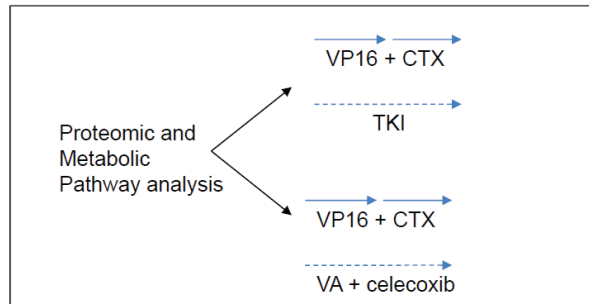 VP16 + CTX
TKI
Proteomic and
Metabolic
Pathway analysis
VP16 + CTX
VA + celecoxib